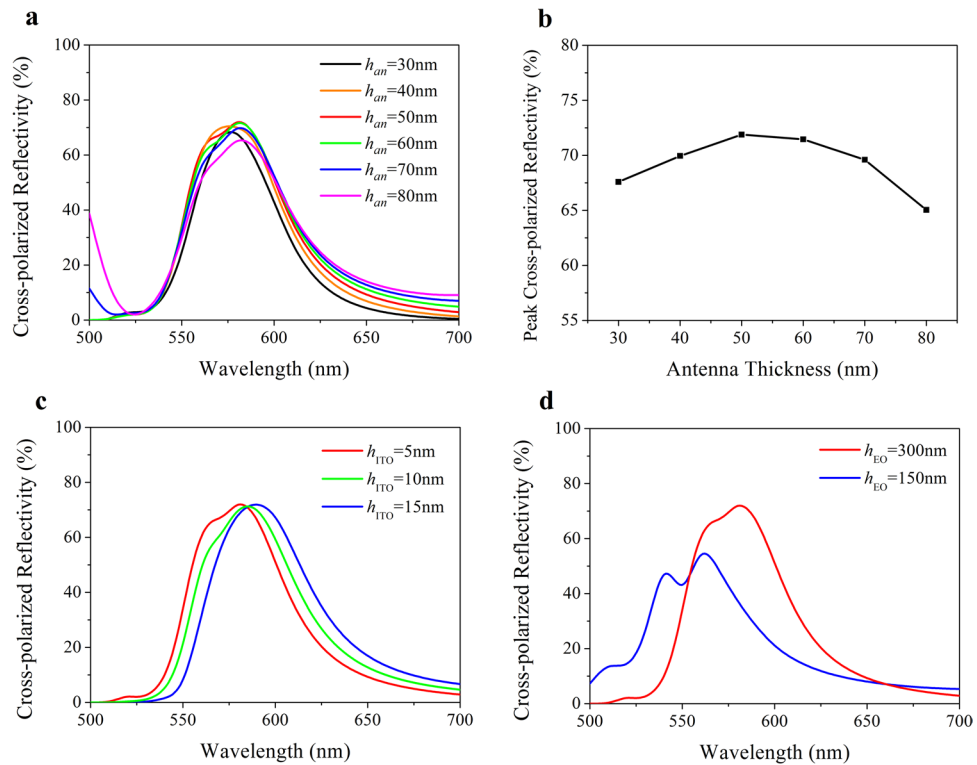 a
100
80
60
40
20
0
500
550
600
650
700
Cross-polarized Reflectivity (%)
Wavelength (nm)
h_an=30nm
h_an=40nm
h_an=50nm
h_an=60nm
h_an=70nm
h_an=80nm
b
80
75
70
65
60
55
30
40
50
60
70
80
Peak Cross-polarized Reflectivity (%)
Antenna Thickness (nm)
c
100
80
60
40
20
0
500
550
600
650
700
Cross-polarized Reflectivity (%)
Wavelength (nm)
h_ITO=5nm
h_ITO=10nm
h_ITO=15nm
d
100
80
60
40
20
0
500
550
600
650
700
Cross-polarized Reflectivity (%)
Wavelength (nm)
h_EO=300nm
h_EO=150nm